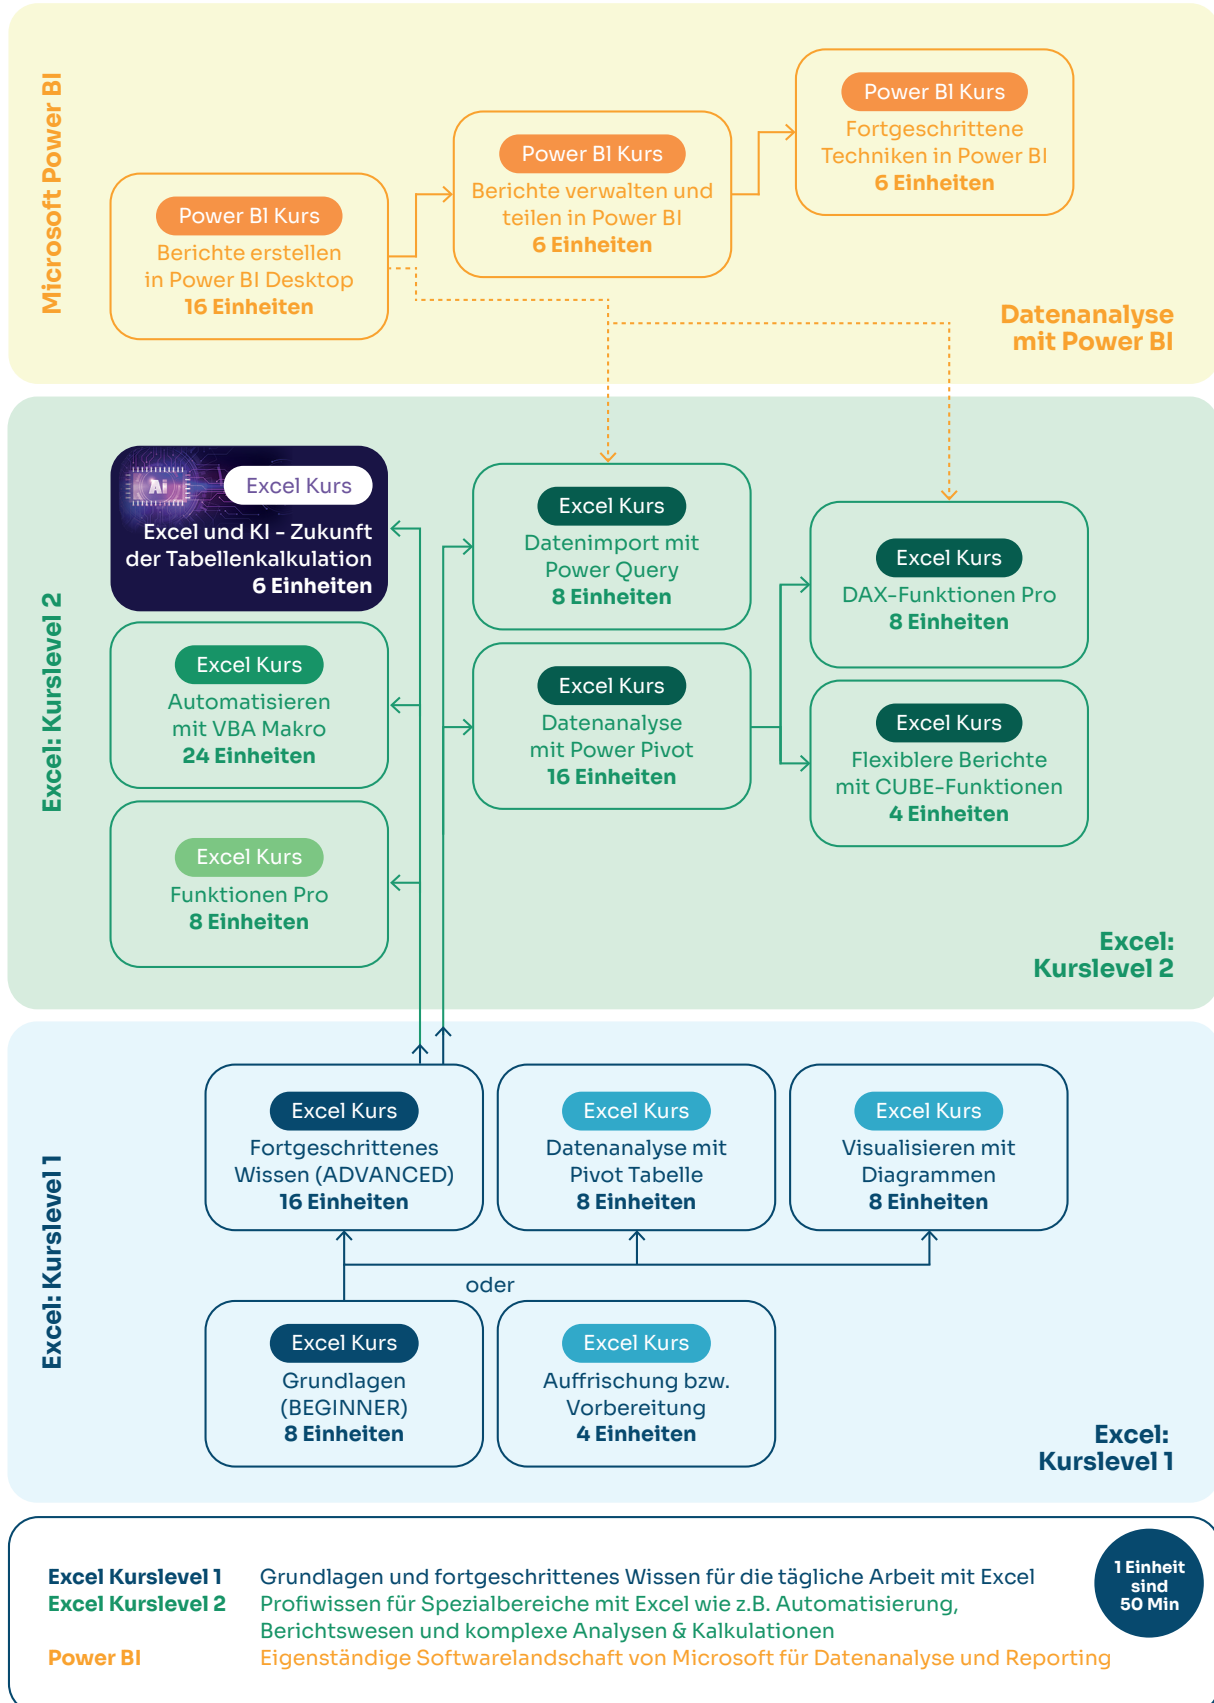 Microsoft Power BI
Power BI Kurs
Fortgeschrittene
Techniken in Power BI
6 Einheiten
Power BI Kurs
Berichte verwalten und
teilen in Power BI
6 Einheiten
Power BI Kurs
Berichte erstellen
in Power BI Desktop
16 Einheiten
Datenanalyse
mit Power BI
Excel: Kurslevel 2
Ai
Excel Kurs
Excel und KI - Zukunft
der Tabellenkalkulation
6 Einheiten
Excel Kurs
Datenimport mit
Power Query
8 Einheiten
Excel Kurs
DAX-Funktionen Pro
8 Einheiten
Excel Kurs
Automatisieren
mit VBA Makro
24 Einheiten
Excel Kurs
Datenanalyse
mit Power Pivot
16 Einheiten
Excel Kurs
Flexiblere Berichte
mit CUBE-Funktionen
4 Einheiten
Excel Kurs
Funktionen Pro
8 Einheiten
Excel:
Kurslevel 2
Excel: Kurslevel 1
Excel Kurs
Fortgeschrittenes
Wissen (ADVANCED)
16 Einheiten
Excel Kurs
Datenanalyse mit
Pivot Tabelle
8 Einheiten
Excel Kurs
Visualisieren mit
Diagrammen
8 Einheiten
oder
Excel Kurs
Grundlagen
(BEGINNER)
8 Einheiten
Excel Kurs
Auffrischung bzw.
Vorbereitung
4 Einheiten
Excel:
Kurslevel 1
1 Einheit
sind
50 Min
Excel Kurslevel 1 Grundlagen und fortgeschrittenes Wissen für die tägliche Arbeit mit Excel
Excel Kurslevel 2 Profiwissen für Spezialbereiche mit Excel wie z.B. Automatisierung,
Berichtswesen und komplexe Analysen & Kalkulationen
Power BI Eigenständige Softwarelandschaft von Microsoft für Datenanalyse und Reporting